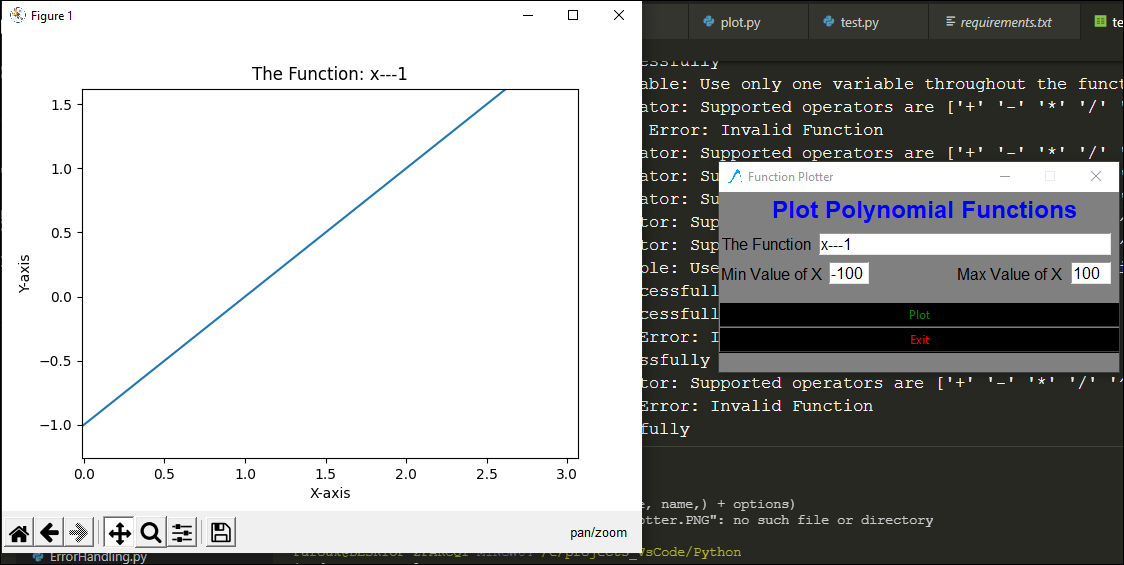 Figure 1
The Function: x---1
1.5
1.0
0.5
0.0
−0.5
−1.0
Y-axis
0.0 0.5 1.0 1.5 2.0 2.5 3.0
X-axis
pan/zoom
ErrorHandling.py
plot.py test.py requirements.txt te
essfully
able: Use only one variable throughout the funct
ator: Supported operators are ['+' '-' '*' '/' '
Error: Invalid Function
ator: Supported operators are ['+' '-' '*' '/' '
ator: Su
ator: Su
tor: Sup
tor: Sup
ble: Use
cessfull
cessfull
Error: I
ssfully
tor: Supported operators are ['+' '-' '*' '/' '^
Error: Invalid Function
fully
Function Plotter
Plot Polynomial Functions
The Function x---1
Min Value of X -100 Max Value of X 100
Plot
Exit
e, name,) + options)
otter.PNG": no such file or directory
/projects_VsCode/Python